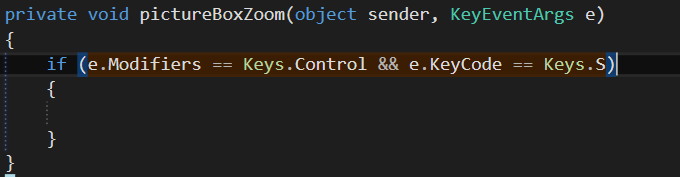 private void pictureBoxZoom(object sender, KeyEventArgs e)
{
if (e.Modifiers == Keys.Control && e.KeyCode == Keys.S)
{
}
}